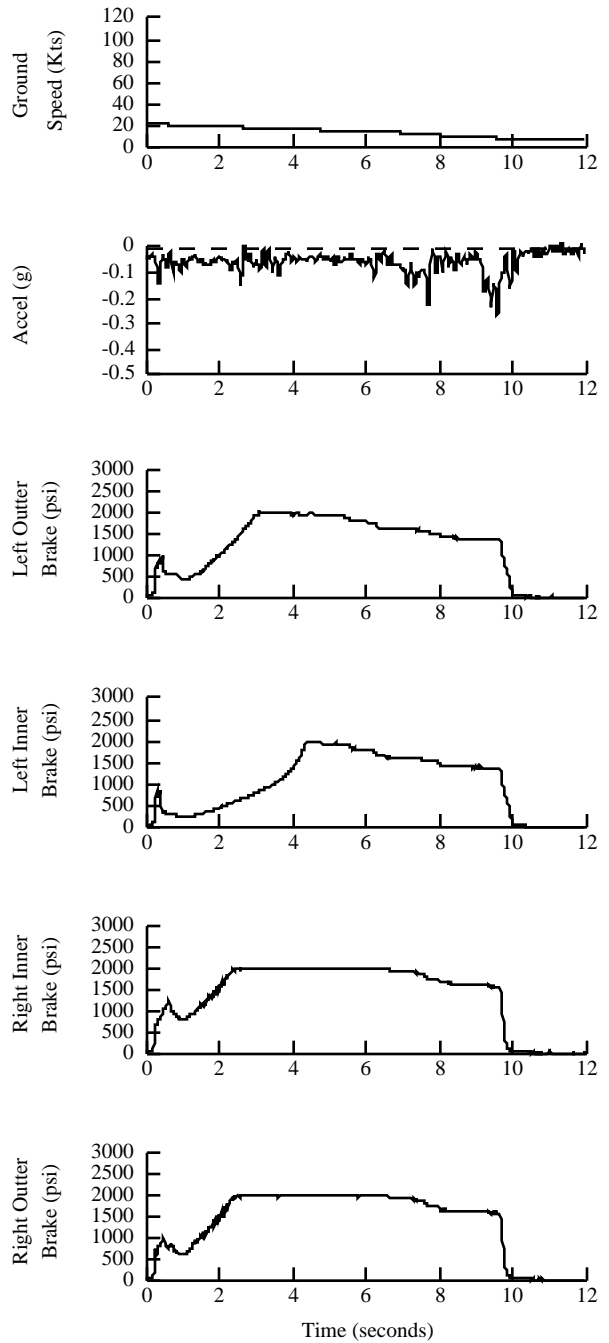 Ground
Speed (Kts)
120
100
80
60
40
20
0
0 2 4 6 8 10 12
Accel (g)
0
-0.1
-0.2
-0.3
-0.4
-0.5
0 2 4 6 8 10 12
Left Outter
Brake (psi)
3000
2500
2000
1500
1000
500
0
0 2 4 6 8 10 12
Left Inner
Brake (psi)
3000
2500
2000
1500
1000
500
0
0 2 4 6 8 10 12
Right Inner
Brake (psi)
3000
2500
2000
1500
1000
500
0
0 2 4 6 8 10 12
Right Outter
Brake (psi)
3000
2500
2000
1500
1000
500
0
0 2 4 6 8 10 12
Time (seconds)